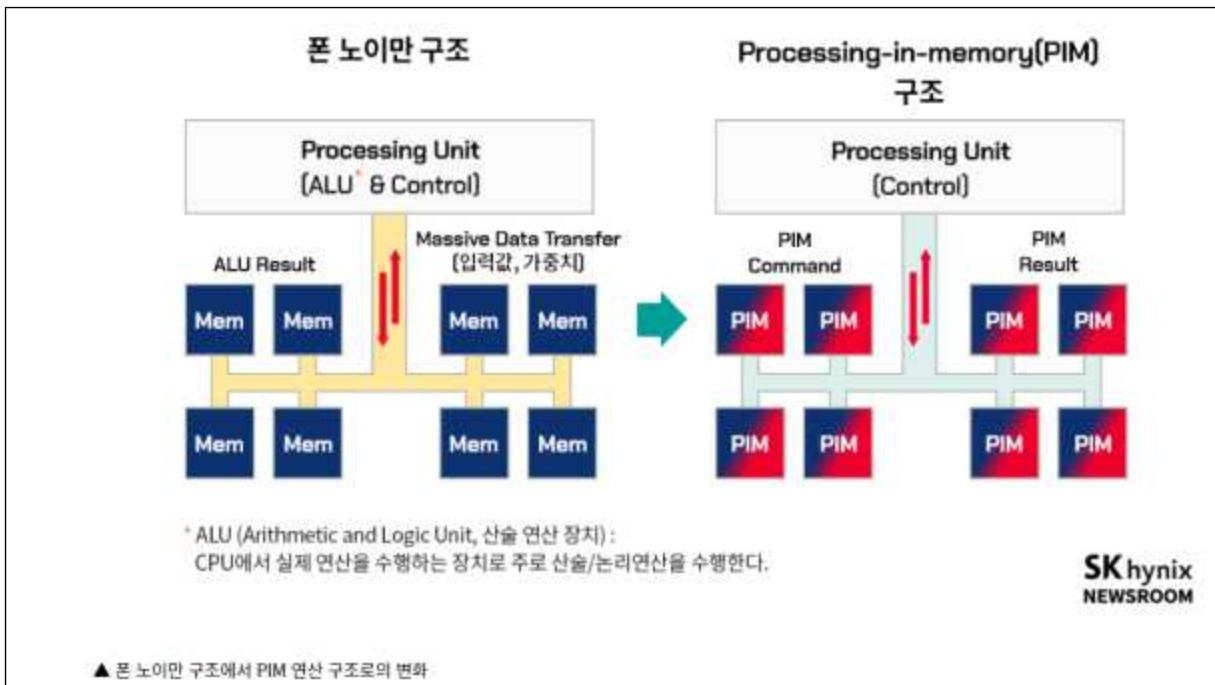 폰 노이만 구조
Processing Unit
(ALU* & Control)
ALU Result
Massive Data Transfer
(입력값, 가중치)
Mem
Mem
Mem
Mem
Mem
Mem
Mem
Mem
Processing-in-memory(PIM)
구조
Processing Unit
(Control)
PIM
Command
PIM
Result
PIM
PIM
PIM
PIM
PIM
PIM
PIM
PIM
* ALU (Arithmetic and Logic Unit, 산술 연산 장치) :
CPU에서 실제 연산을 수행하는 장치로 주로 산술/논리연산을 수행한다.
SK hynix
NEWSROOM
▲ 폰 노이만 구조에서 PIM 연산 구조로의 변화